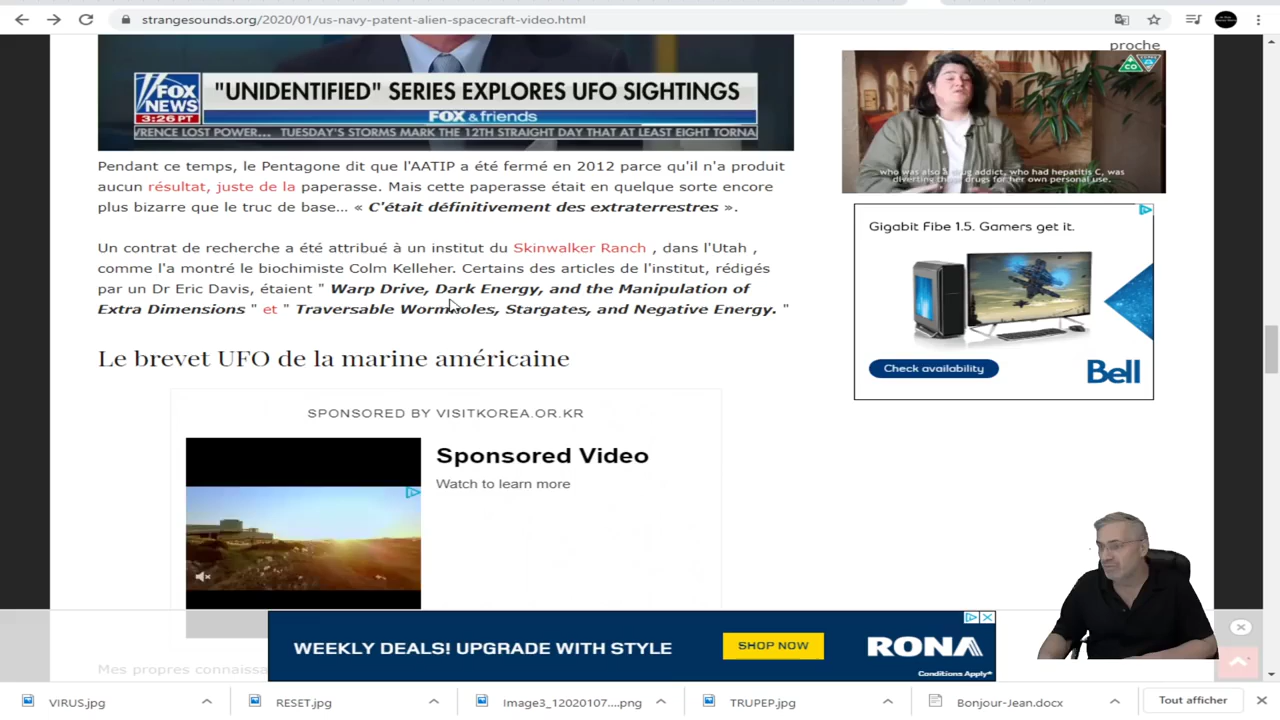 strangesounds.org/2020/01/us-navy-patent-alien-spacecraft-video.html
proche
FOX
NEWS
3:26 PT
"UNIDENTIFIED" SERIES EXPLORES UFO SIGHTINGS
FOX & friends
VRENCE LOST POWER... TUESDAY'S STORMS MARK THE 12TH STRAIGHT DAY THAT AT LEAST EIGHT TORNA
CO
who was also a drug addict, who had hepatitis C, was
diverting those drugs for her own personal use.
Pendant ce temps, le Pentagone dit que l'AATIP a été fermé en 2012 parce qu'il n'a produit
aucun résultat, juste de la paperasse. Mais cette paperasse était en quelque sorte encore
plus bizarre que le truc de base... « C'était définitivement des extraterrestres ».
Un contrat de recherche a été attribué à un institut du Skinwalker Ranch , dans l'Utah ,
comme l'a montré le biochimiste Colm Kelleher. Certains des articles de l'institut, rédigés
par un Dr Eric Davis, étaient " Warp Drive, Dark Energy, and the Manipulation of
Extra Dimensions " et " Traversable Wormholes, Stargates, and Negative Energy. "
Gigabit Fibe 1.5. Gamers get it.
Check availability
Bell
Le brevet UFO de la marine américaine
SPONSORED BY VISITKOREA.OR.KR
Sponsored Video
Watch to learn more
Mes propres connaissa
WEEKLY DEALS! UPGRADE WITH STYLE
SHOP NOW
RONA
Conditions Apply*
VIRUS.jpg
RESET.jpg
Image3_12020107....png
TRUPEP.jpg
Bonjour-Jean.docx
Tout afficher